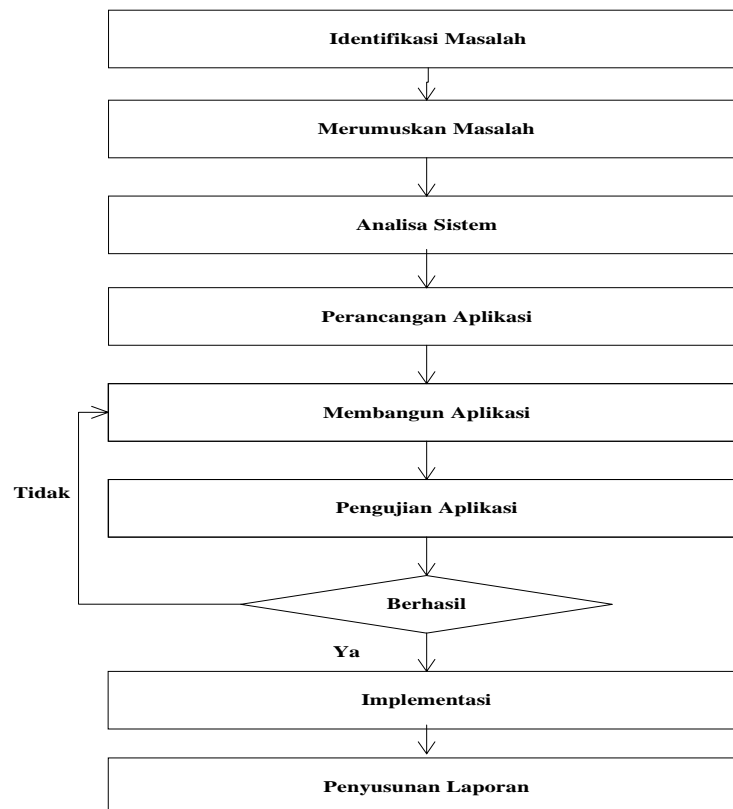 Identifikasi Masalah
Merumuskan Masalah
Analisa Sistem
Perancangan Aplikasi
Membangun Aplikasi
Tidak
Pengujian Aplikasi
Berhasil
Ya
Implementasi
Penyusunan Laporan